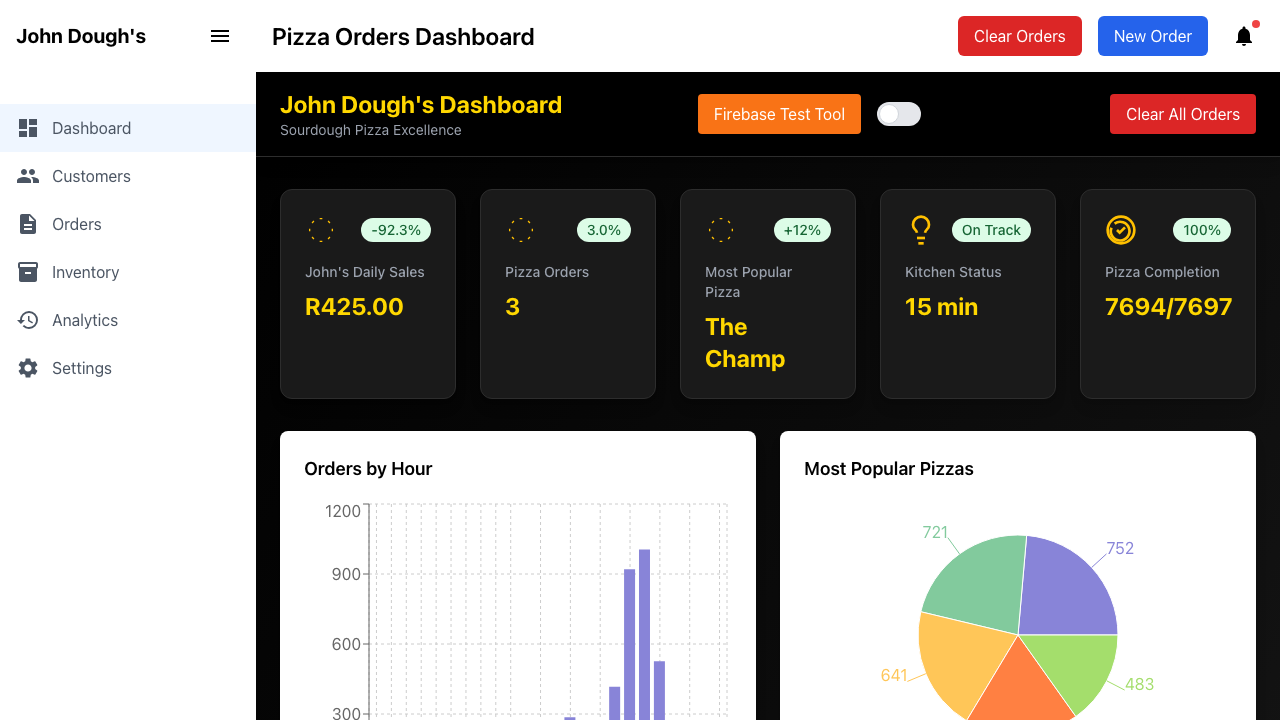 John Dough's
Pizza Orders Dashboard
Clear Orders
New Order
Dashboard
Customers
Orders
Inventory
Analytics
Settings
John Dough's Dashboard
Sourdough Pizza Excellence
Firebase Test Tool
Clear All Orders
-92.3%
John's Daily Sales
R425.00
3.0%
Pizza Orders
3
+12%
Most Popular
Pizza
The
Champ
On Track
Kitchen Status
15 min
100%
Pizza Completion
7694/7697
Orders by Hour
1200
900
600
300
Most Popular Pizzas
721
752
641
483